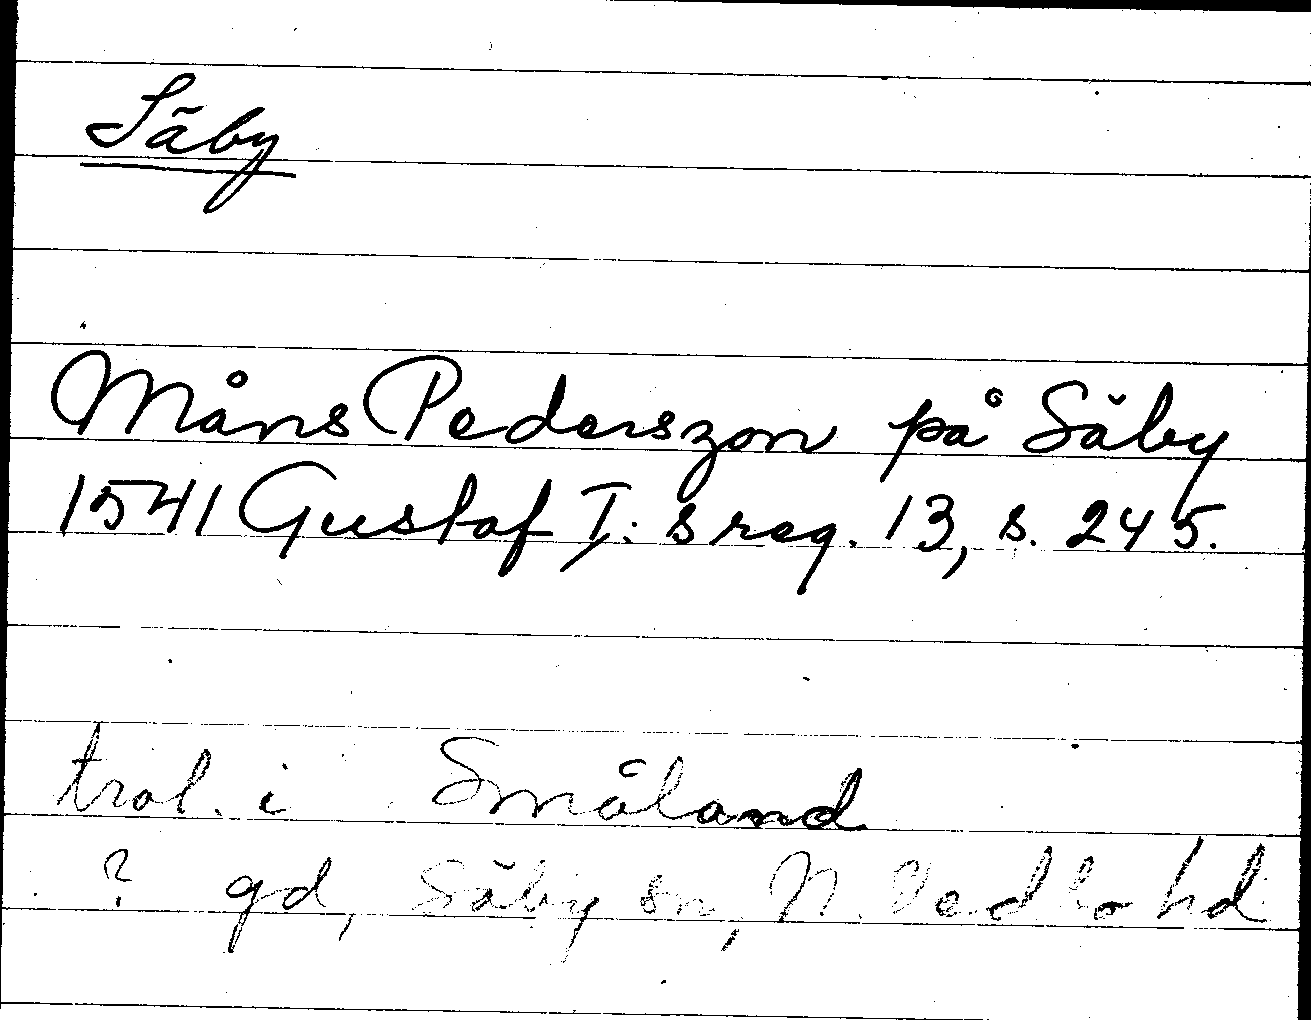 Säby
Måns Pederszon på Säby
1541 Gustaf I: s reg. 13, s. 245.
trol. i Småland
? gd, Säby sn, N. Vedbo hd